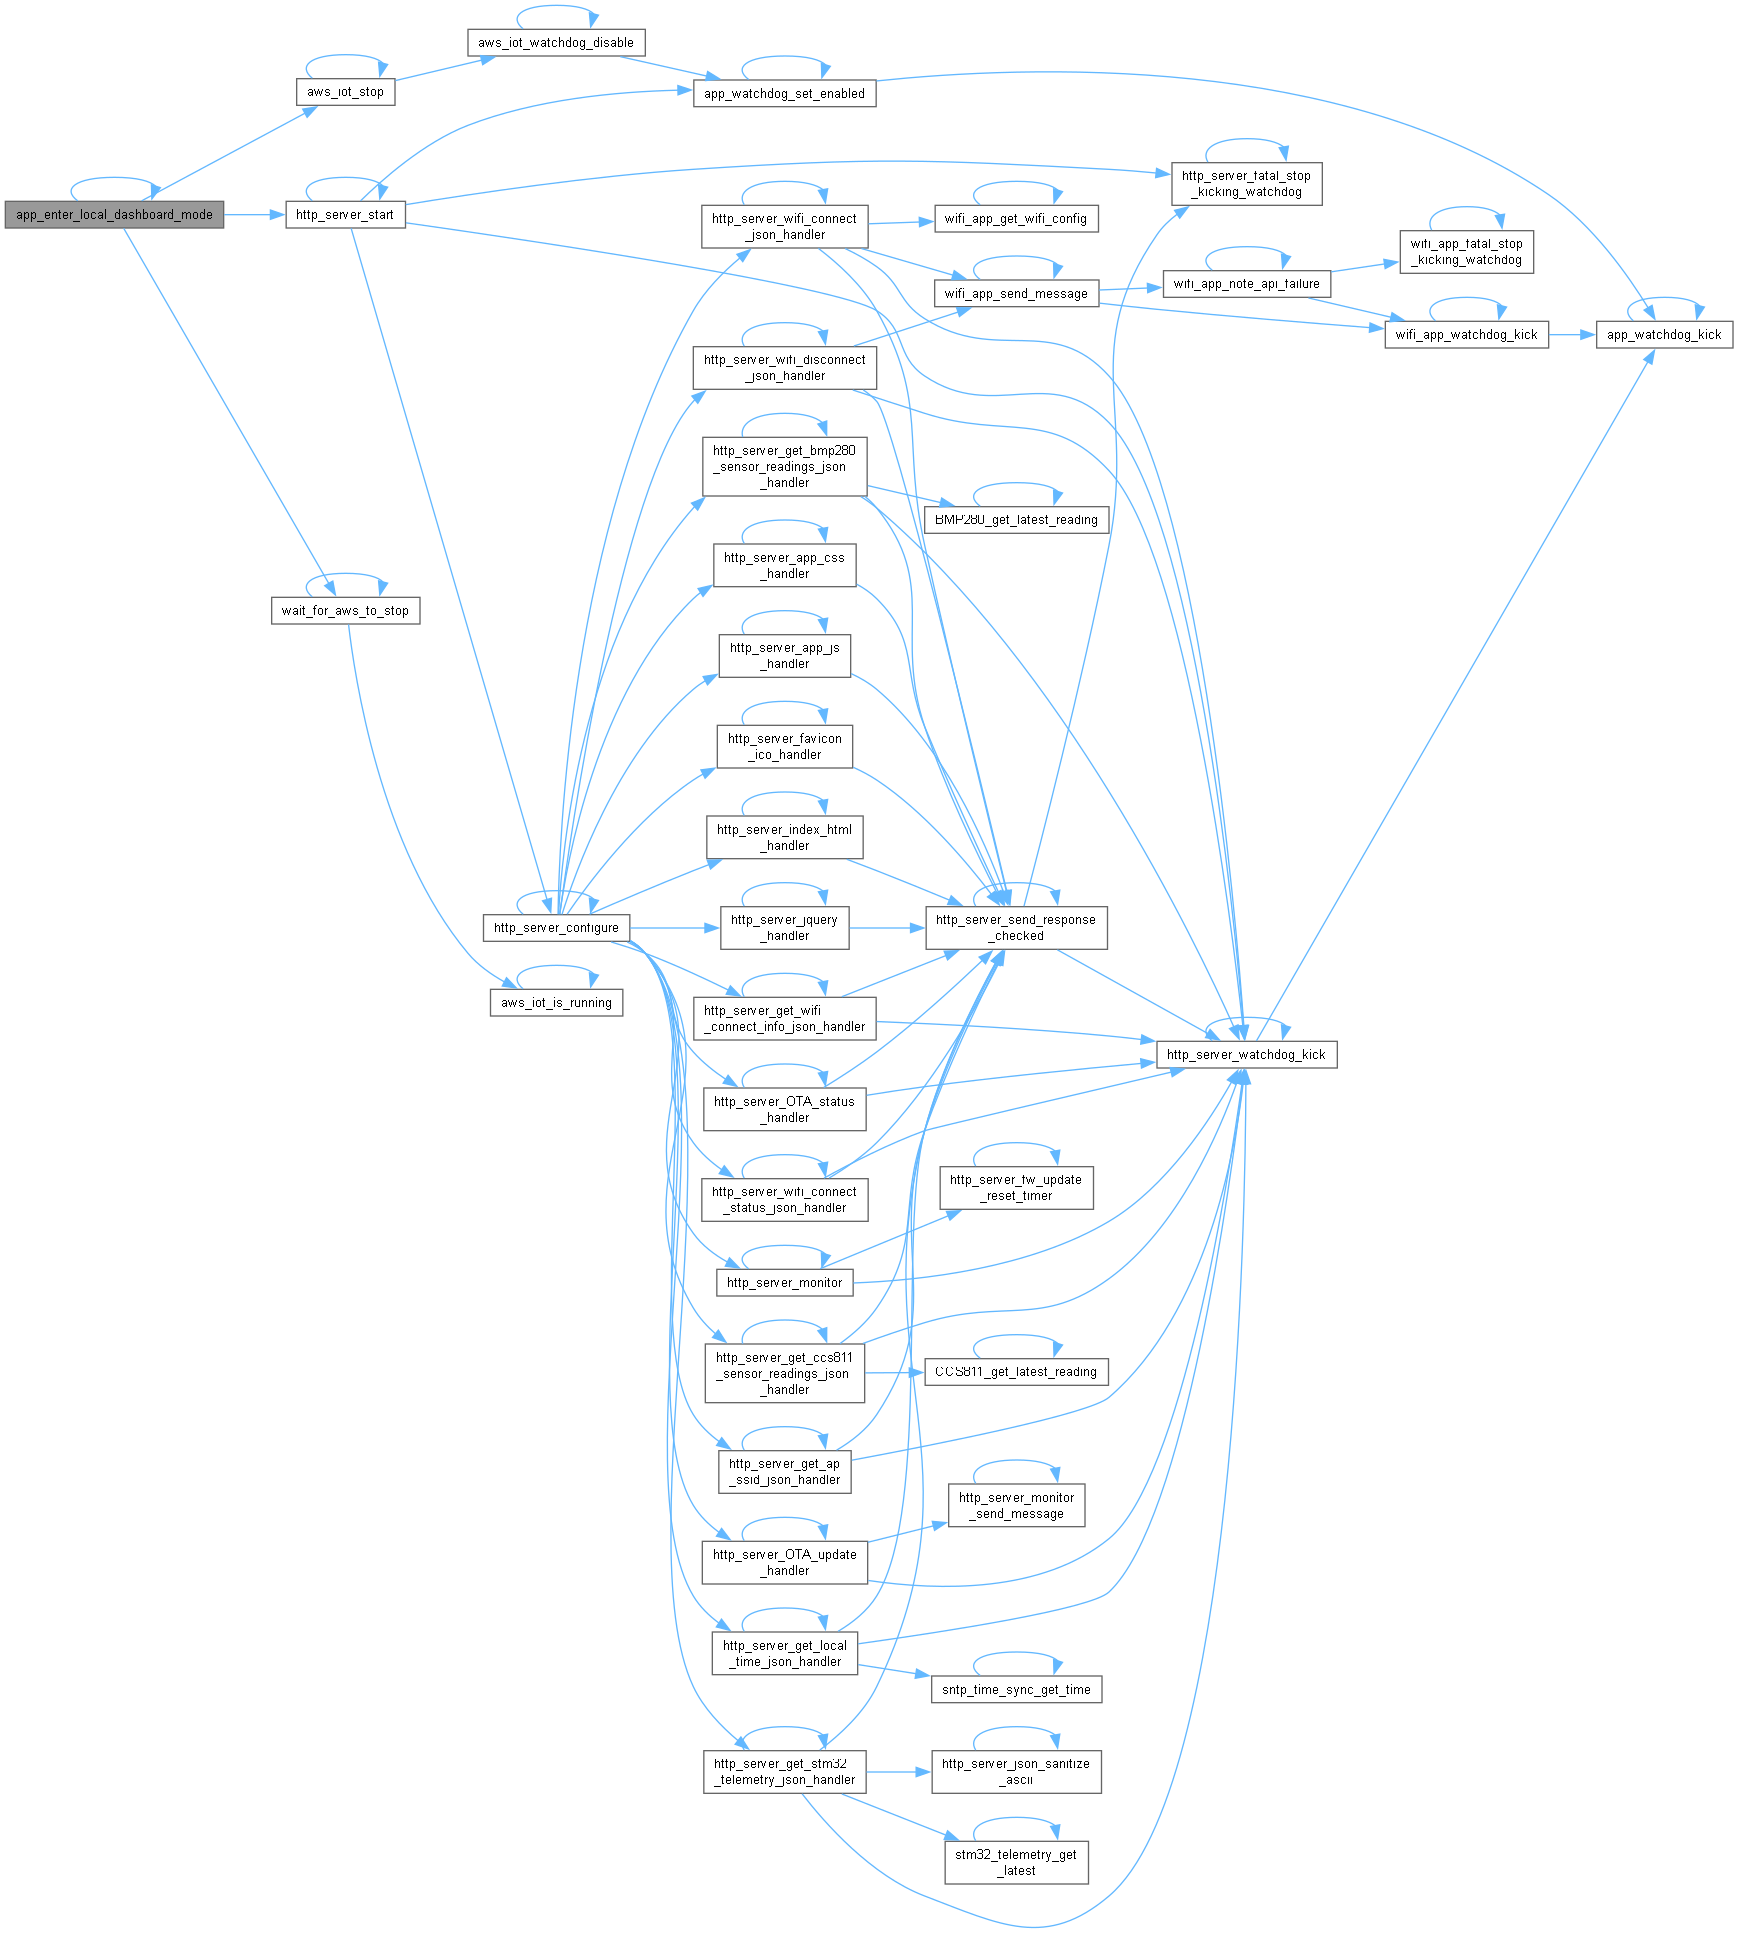 app_enter_local_dashboard_mode
aws_iot_stop
http_server_start
wait_for_aws_to_stop
aws_iot_watchdog_disable
http_server_configure
aws_iot_is_running
app_watchdog_set_enabled
http_server_wifi_connect
_json_handler
http_server_wifi_disconnect
_json_handler
http_server_get_bmp280
_sensor_readings_json
_handler
http_server_app_css
_handler
http_server_app_js
_handler
http_server_favicon
_ico_handler
http_server_index_html
_handler
http_server_jquery
_handler
http_server_get_wifi
_connect_info_json_handler
http_server_OTA_status
_handler
http_server_wifi_connect
_status_json_handler
http_server_monitor
http_server_get_ccs811
_sensor_readings_json
_handler
http_server_get_ap
_ssid_json_handler
http_server_OTA_update
_handler
http_server_get_local
_time_json_handler
http_server_get_stm32
_telemetry_json_handler
wifi_app_get_wifi_config
wifi_app_send_message
BMP280_get_latest_reading
http_server_send_response
_checked
http_server_fw_update
_reset_timer
CCS811_get_latest_reading
http_server_monitor
_send_message
sntp_time_sync_get_time
http_server_json_sanitize
_ascii
stm32_telemetry_get
_latest
http_server_fatal_stop
_kicking_watchdog
wifi_app_note_api_failure
http_server_watchdog_kick
wifi_app_fatal_stop
_kicking_watchdog
wifi_app_watchdog_kick
app_watchdog_kick